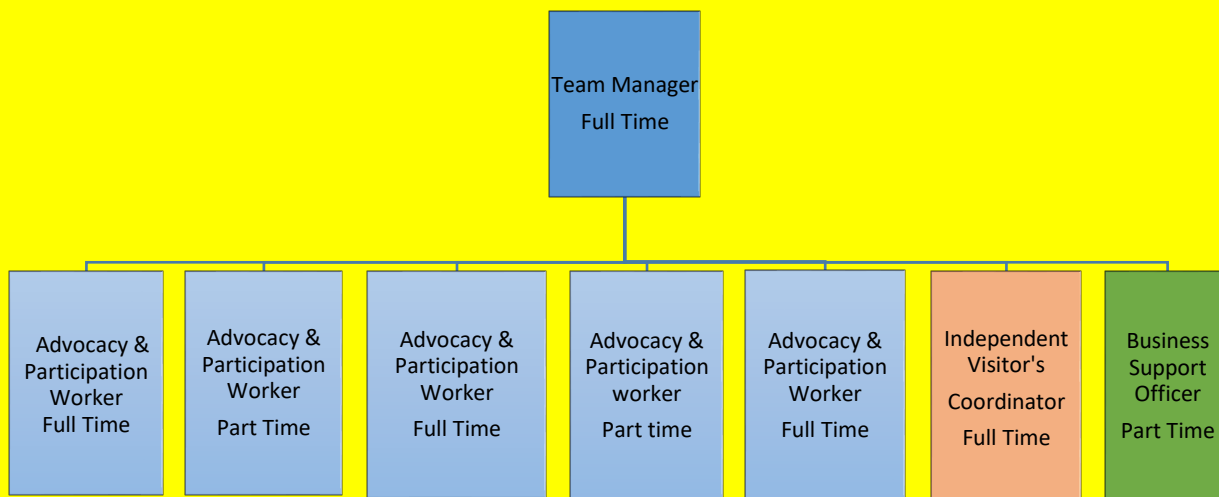 Team Manager
Full Time
Advocacy &
Participation
Worker
Full Time
Advocacy &
Participation
Worker
Part Time
Advocacy &
Participation
Worker
Full Time
Advocacy &
Participation
worker
Part time
Advocacy &
Participation
Worker
Full Time
Independent
Visitor's
Coordinator
Full Time
Business
Support
Officer
Part Time